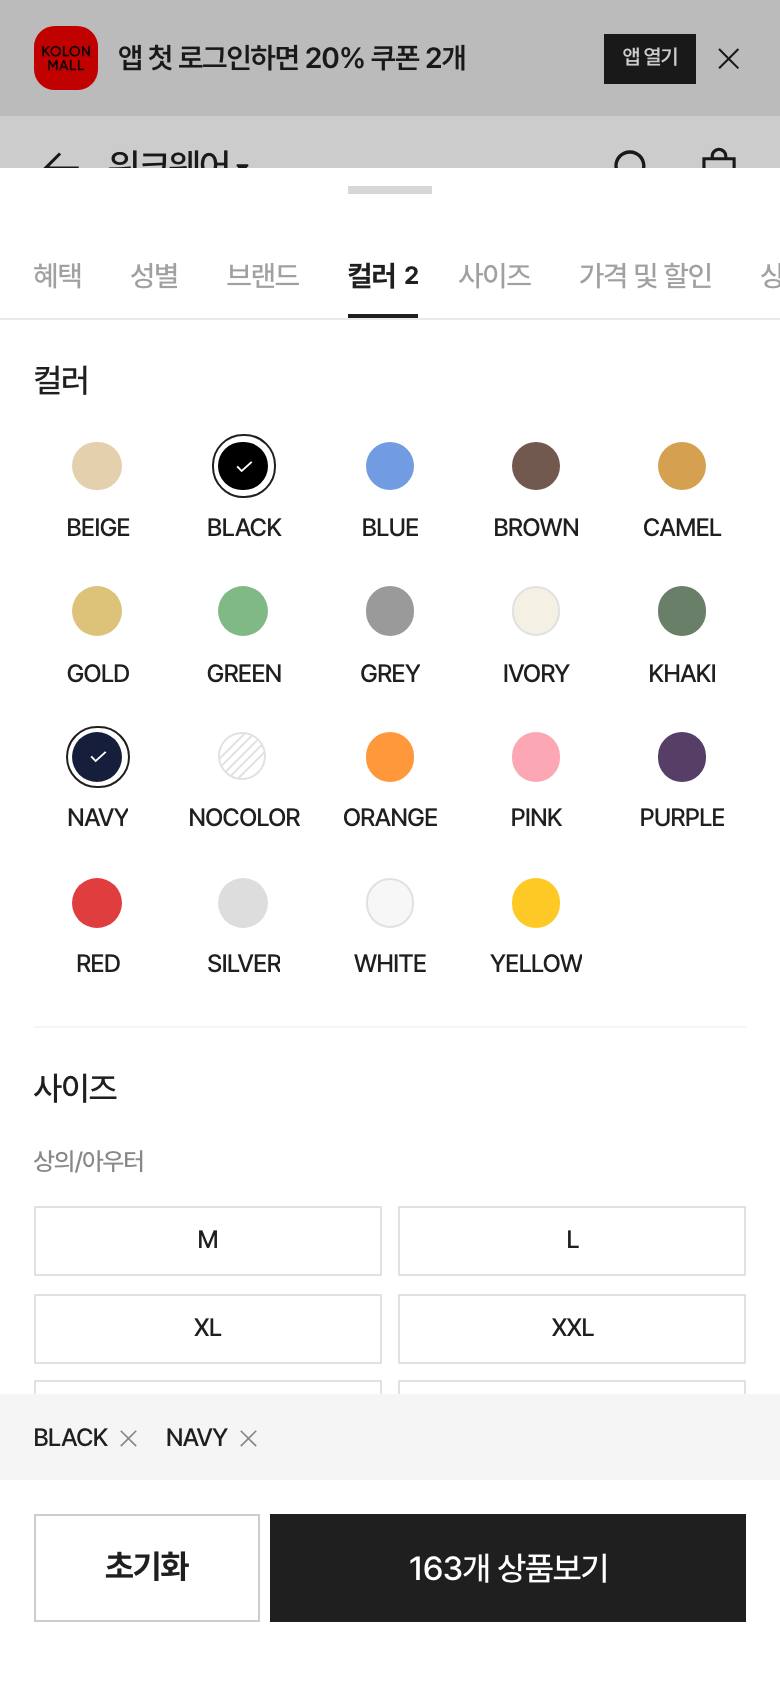 KOLON
MALL
앱 첫 로그인하면 20% 쿠폰 2개
앱 열기
워크웨어
혜택 성별 브랜드 컬러 2 사이즈 가격 및 할인
컬러
BEIGE BLACK BLUE BROWN CAMEL
GOLD GREEN GREY IVORY KHAKI
NAVY NOCOLOR ORANGE PINK PURPLE
RED SILVER WHITE YELLOW
사이즈
상의/아우터
M L
XL XXL
BLACK NAVY
초기화 163개 상품보기